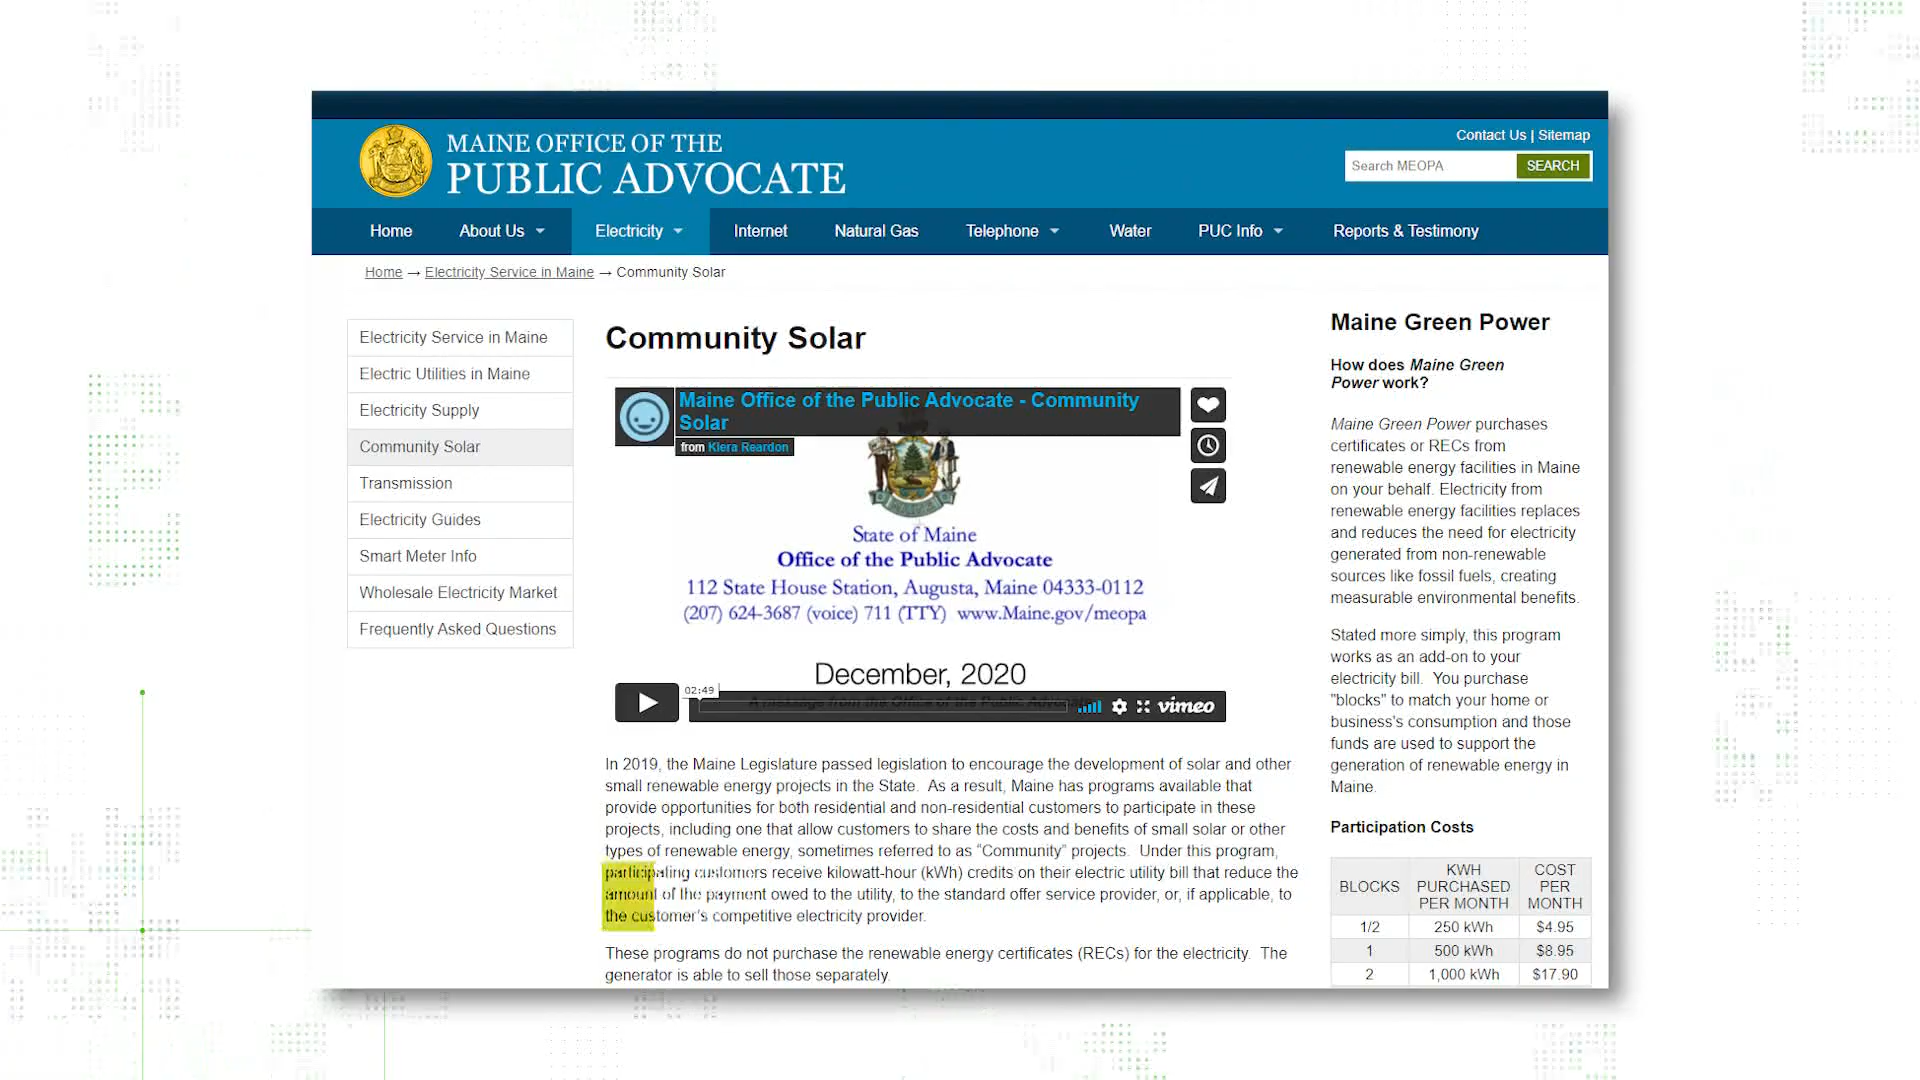 Contact Us | Sitemap
MAINE OFFICE OF THE
PUBLIC ADVOCATE
Search MEOPA
SEARCH
Home
About Us
Electricity
Internet
Natural Gas
Telephone
Water
PUC Info
Reports & Testimony
Home → Electricity Service in Maine → Community Solar
Electricity Service in Maine
Electric Utilities in Maine
Electricity Supply
Community Solar
Transmission
Electricity Guides
Smart Meter Info
Wholesale Electricity Market
Frequently Asked Questions
Community Solar
Maine Office of the Public Advocate - Community
Solar
from Kiera Reardon
State of Maine
Office of the Public Advocate
112 State House Station, Augusta, Maine 04333-0112
(207) 624-3687 (voice) 711 (TTY) www.Maine.gov/meopa
December, 2020
02:49
A message from the Office of the Public Advocate
vimeo
In 2019, the Maine Legislature passed legislation to encourage the development of solar and other
small renewable energy projects in the State. As a result, Maine has programs available that
provide opportunities for both residential and non-residential customers to participate in these
projects, including one that allow customers to share the costs and benefits of small solar or other
types of renewable energy, sometimes referred to as “Community” projects. Under this program,
participating customers receive kilowatt-hour (kWh) credits on their electric utility bill that reduce the
amount of the payment owed to the utility, to the standard offer service provider, or, if applicable, to
the customer’s competitive electricity provider.
These programs do not purchase the renewable energy certificates (RECs) for the electricity. The
generator is able to sell those separately.
Maine Green Power
How does Maine Green
Power work?
Maine Green Power purchases
certificates or RECs from
renewable energy facilities in Maine
on your behalf. Electricity from
renewable energy facilities replaces
and reduces the need for electricity
generated from non-renewable
sources like fossil fuels, creating
measurable environmental benefits.
Stated more simply, this program
works as an add-on to your
electricity bill. You purchase
"blocks" to match your home or
business's consumption and those
funds are used to support the
generation of renewable energy in
Maine.
Participation Costs
BLOCKS KWH PURCHASED PER MONTH COST PER MONTH
1/2 250 kWh $4.95
1 500 kWh $8.95
2 1,000 kWh $17.90